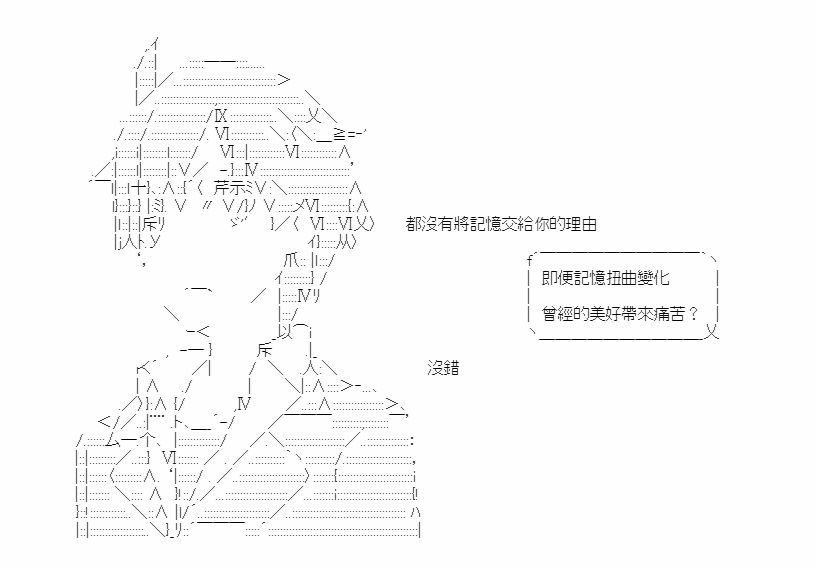 都沒有將記憶交給你的理由
即便記憶扭曲變化
曾經的美好帶來痛苦？
沒錯